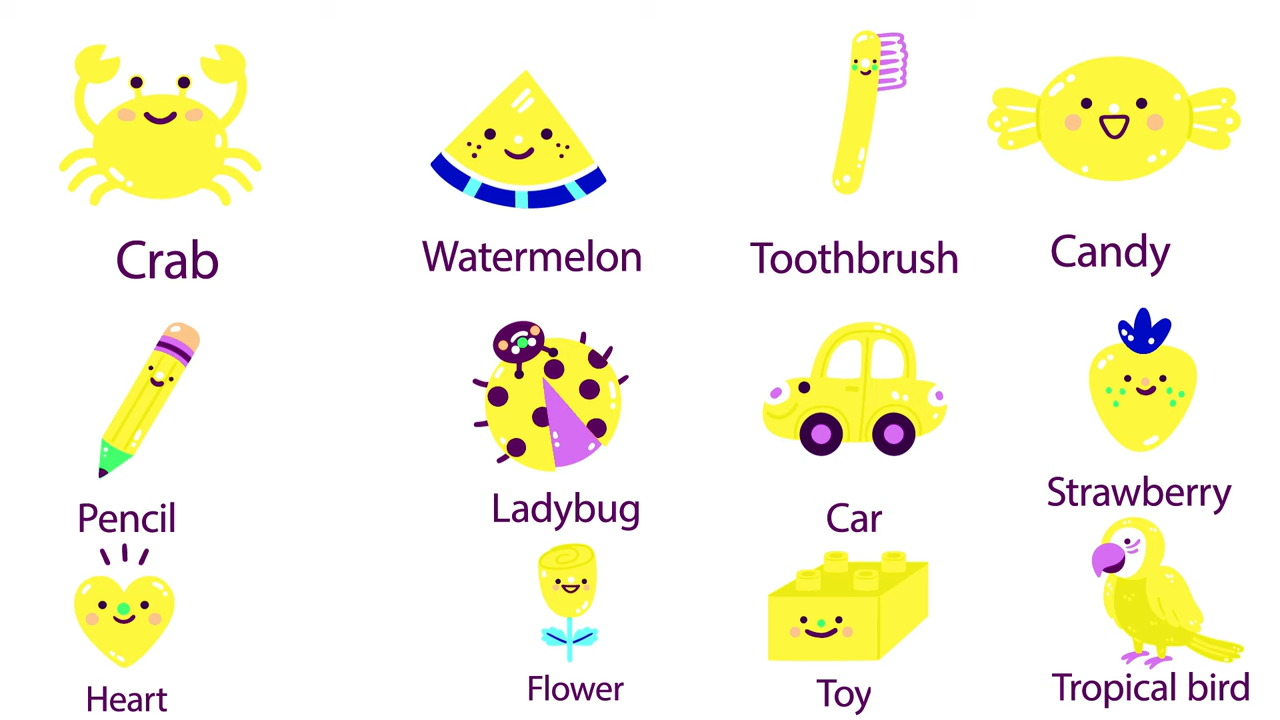 Crab
Watermelon
Toothbrush
Candy
Pencil
Ladybug
Car
Strawberry
Heart
Flower
Toy
Tropical bird